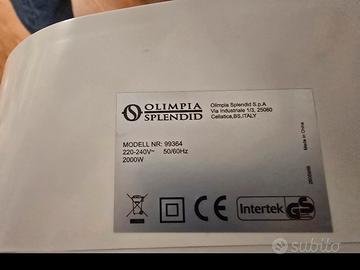 OLIMPIA
SPLENDID
Olimpia Splendid S.p.A
Via Industriale 1/3, 25060
Cellatica,BS,ITALY
MODELL NR: 99364
220-240V~ 50/60Hz
2000W
Made in China
CE
Intertek
GS
subito